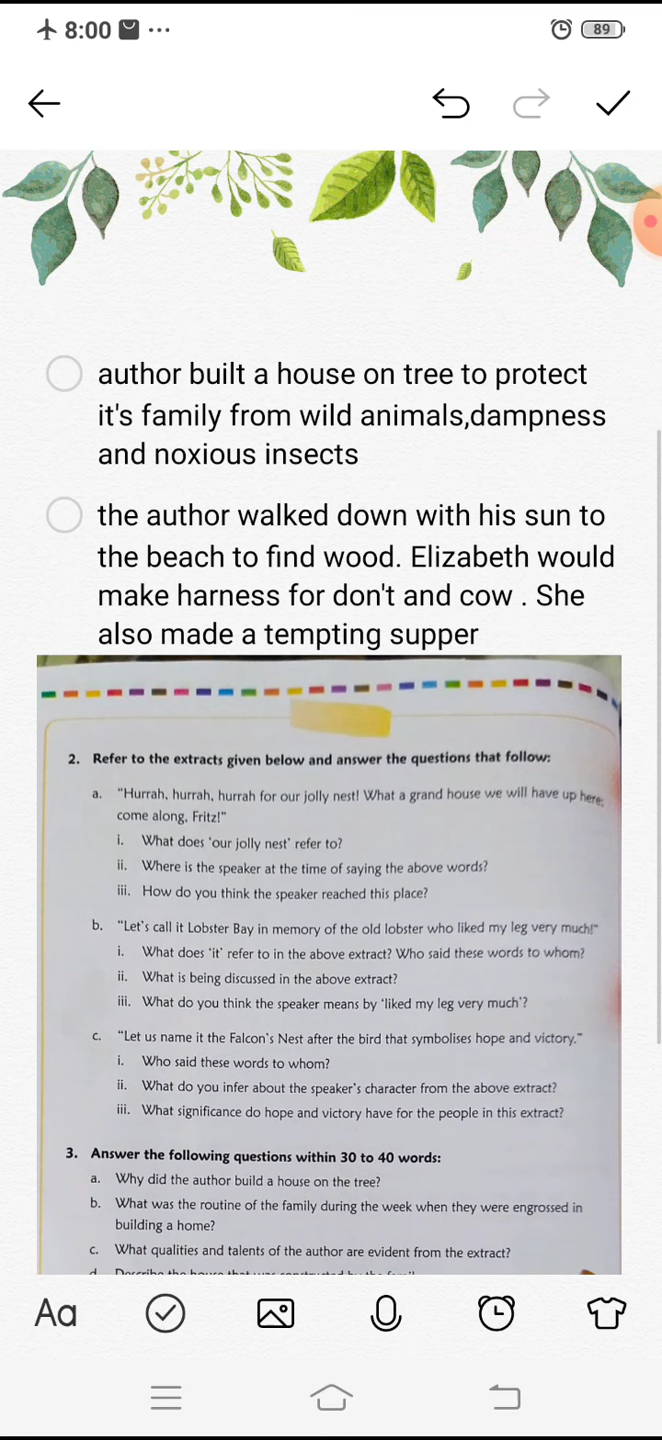 8:00
89
author built a house on tree to protect
it's family from wild animals,dampness
and noxious insects
the author walked down with his sun to
the beach to find wood. Elizabeth would
make harness for don't and cow . She
also made a tempting supper
2. Refer to the extracts given below and answer the questions that follow:
a. "Hurrah, hurrah, hurrah for our jolly nest! What a grand house we will have up here;
come along, Fritz!"
i. What does 'our jolly nest' refer to?
ii. Where is the speaker at the time of saying the above words?
iii. How do you think the speaker reached this place?
b. "Let's call it Lobster Bay in memory of the old lobster who liked my leg very much!"
i. What does 'it' refer to in the above extract? Who said these words to whom?
ii. What is being discussed in the above extract?
iii. What do you think the speaker means by 'liked my leg very much'?
c. "Let us name it the Falcon's Nest after the bird that symbolises hope and victory."
i. Who said these words to whom?
ii. What do you infer about the speaker's character from the above extract?
iii. What significance do hope and victory have for the people in this extract?
3. Answer the following questions within 30 to 40 words:
a. Why did the author build a house on the tree?
b. What was the routine of the family during the week when they were engrossed in
building a home?
c. What qualities and talents of the author are evident from the extract?
Aa